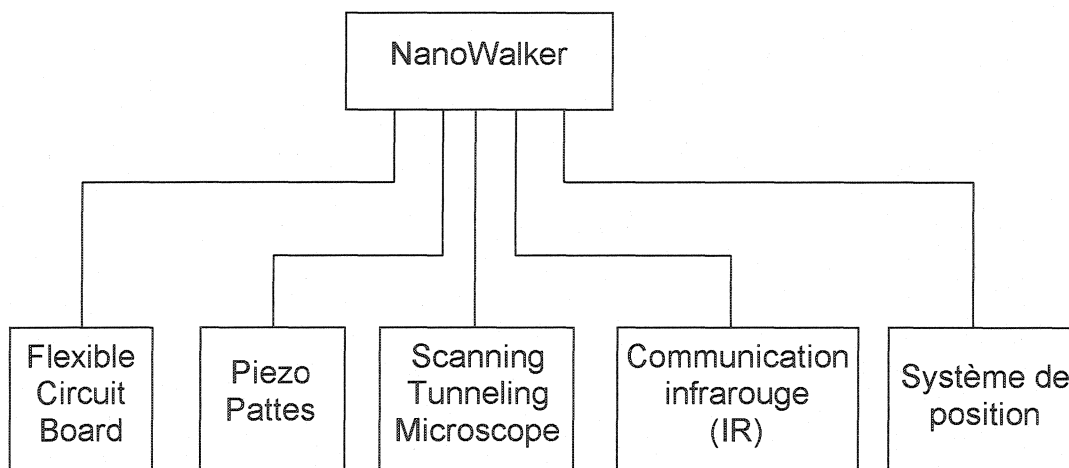 NanoWalker
Flexible
Circuit
Board
Piezo
Pattes
Scanning
Tunneling
Microscope
Communication
infrarouge
(IR)
Système de
position